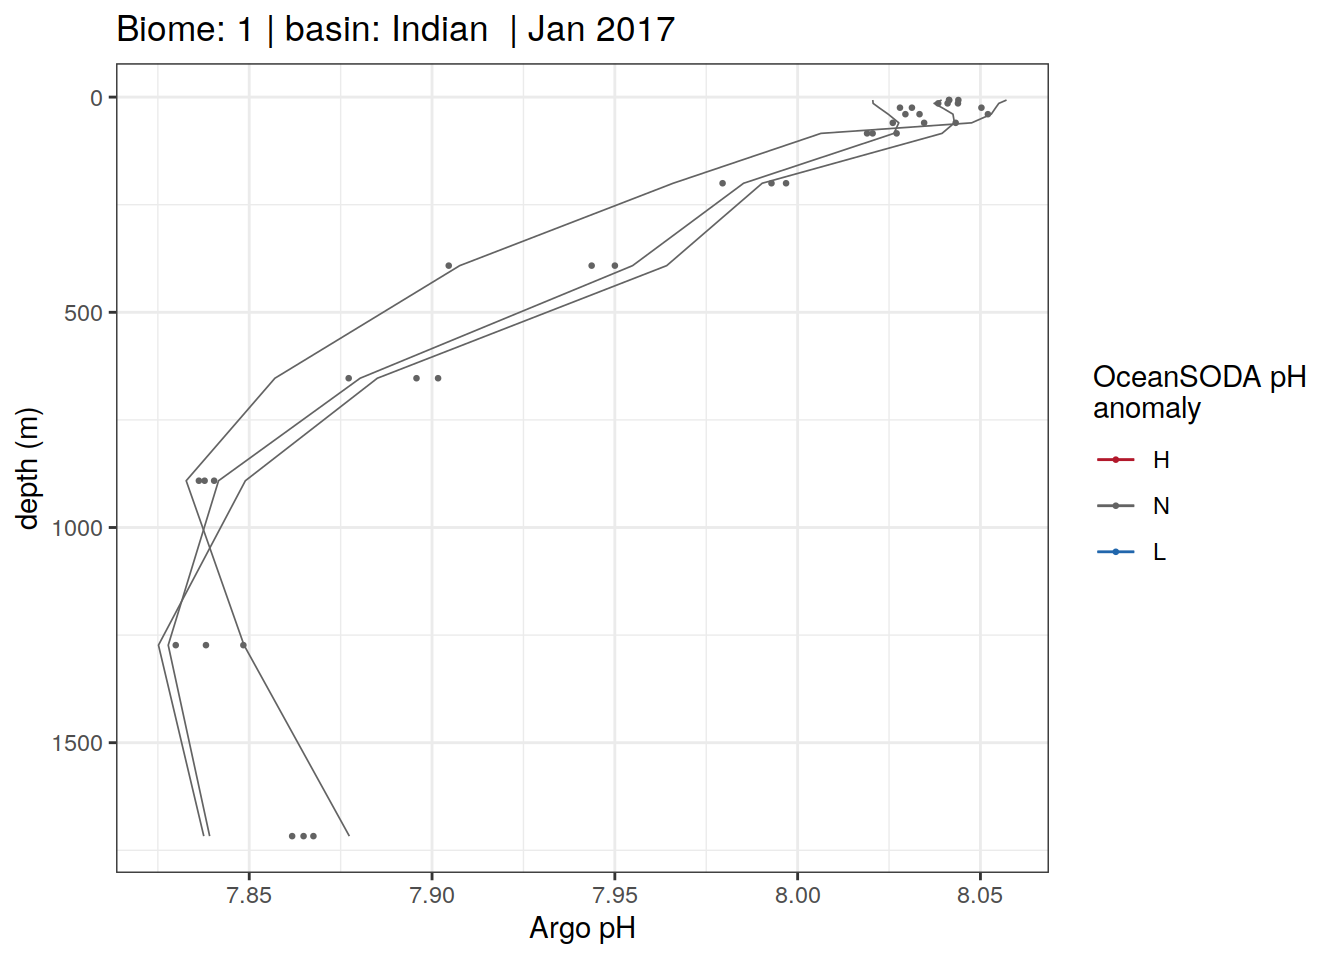 Biome: 1 | basin: Indian  | Jan 2017
0
500
1000
1500
depth (m)
7.85
7.90
7.95
8.00
8.05
Argo pH
OceanSODA pH
anomaly
H
N
L